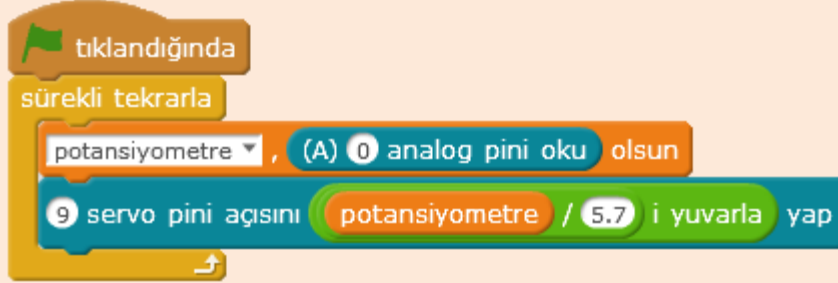 tıklandığında
sürekli tekrarla
potansiyometre , (A) 0 analog pini oku olsun
9 servo pini açısını potansiyometre / 5.7 i yuvarla yap